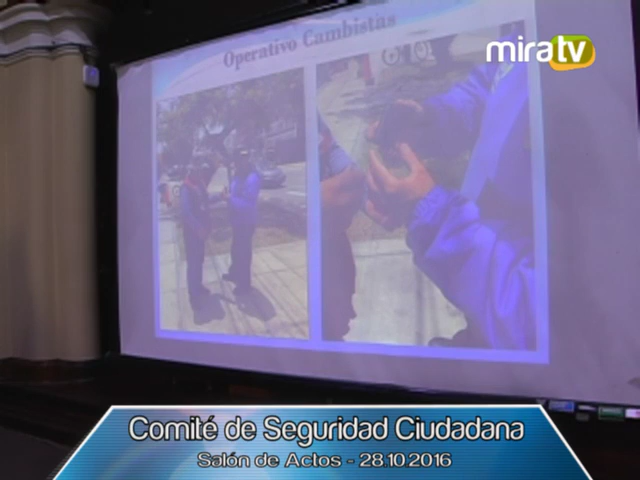 Operativo Cambistas
miratv
Comité de Seguridad Ciudadana
Salón de Actos - 28.10.2016